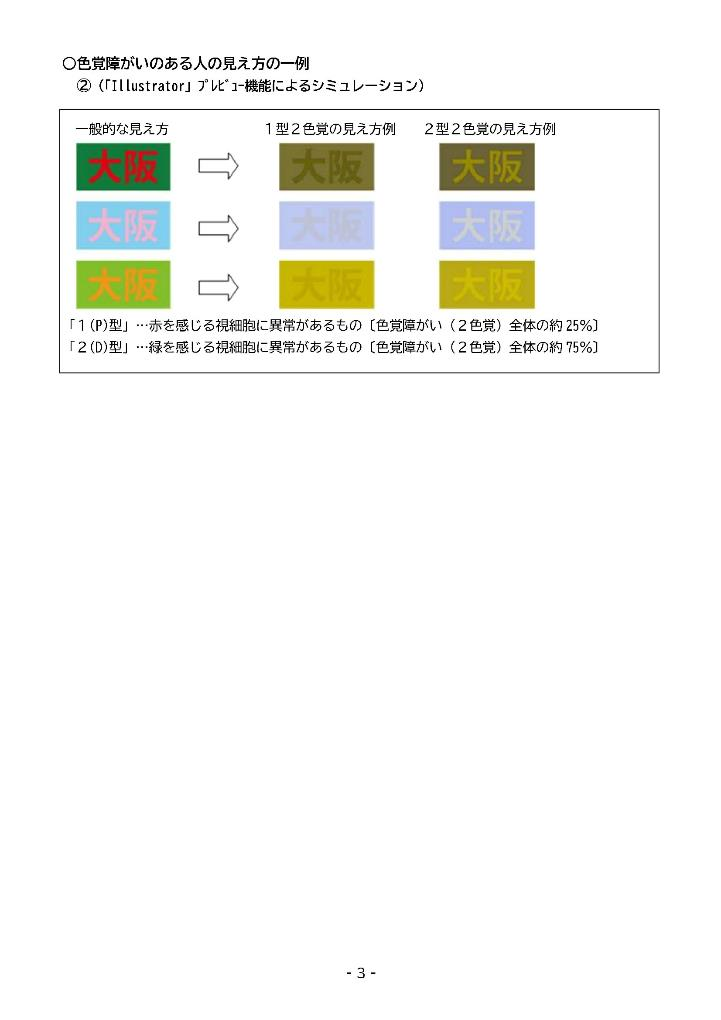 〇色覚障がいのある人の見え方の一例
②（「Illustrator」ﾌﾟﾚﾋﾞｭｰ機能によるシミュレーション）
一般的な見え方 １型２色覚の見え方例 ２型２色覚の見え方例
大阪 大阪 大阪
大阪 大阪 大阪
大阪 大阪 大阪
「１(P)型」…赤を感じる視細胞に異常があるもの〔色覚障がい（２色覚）全体の約25%〕
「２(D)型」…緑を感じる視細胞に異常があるもの〔色覚障がい（２色覚）全体の約75%〕
- 3 -